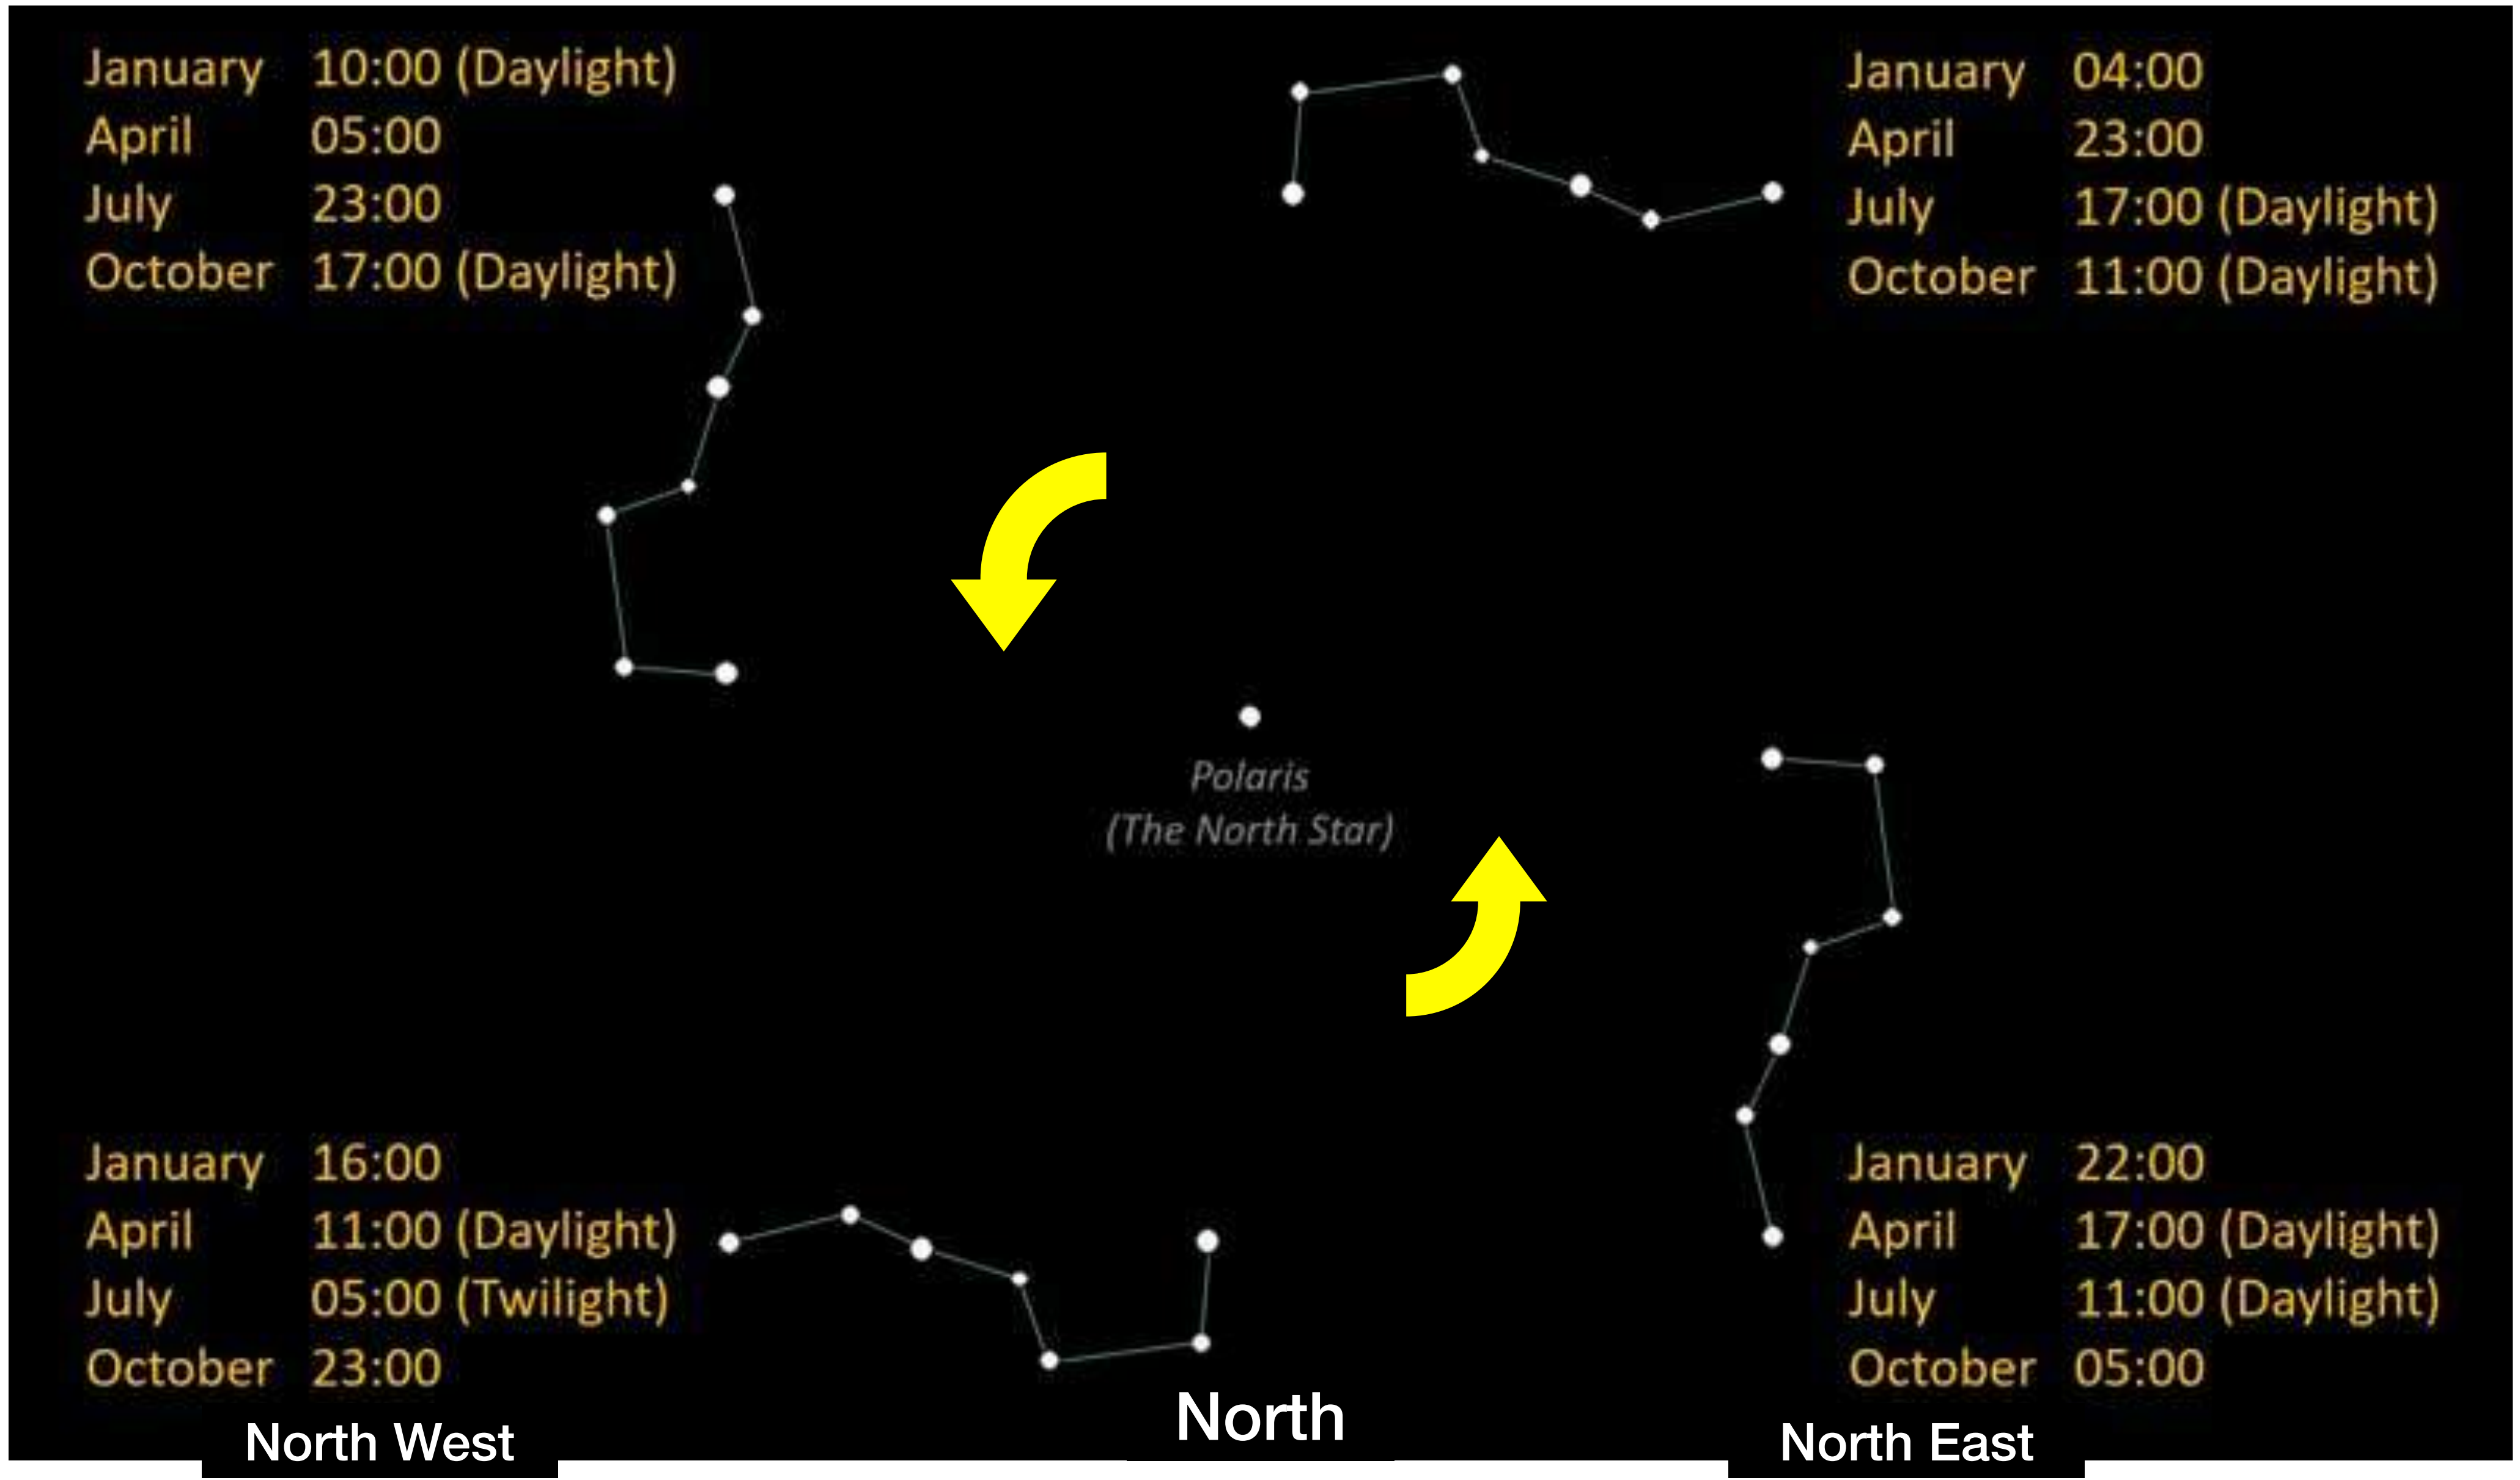 January 10:00 (Daylight)
April 05:00
July 23:00
October 17:00 (Daylight)
January 04:00
April 23:00
July 17:00 (Daylight)
October 11:00 (Daylight)
Polaris
(The North Star)
January 16:00
April 11:00 (Daylight)
July 05:00 (Twilight)
October 23:00
January 22:00
April 17:00 (Daylight)
July 11:00 (Daylight)
October 05:00
North West
North
North East